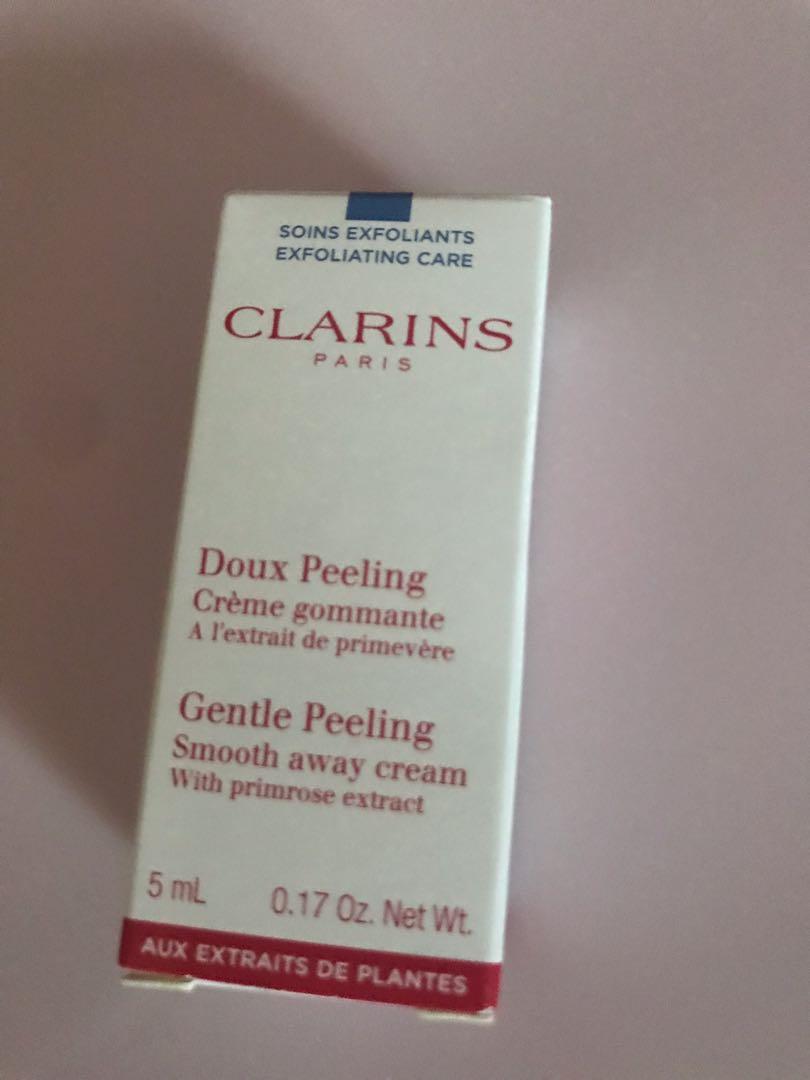 SOINS EXFOLIANTS
EXFOLIATING CARE
CLARINS
PARIS
Doux Peeling
Crème gommante
A l'extrait de primevère
Gentle Peeling
Smooth away cream
With primrose extract
5 mL 0.17 Oz. Net Wt.
AUX EXTRAITS DE PLANTES